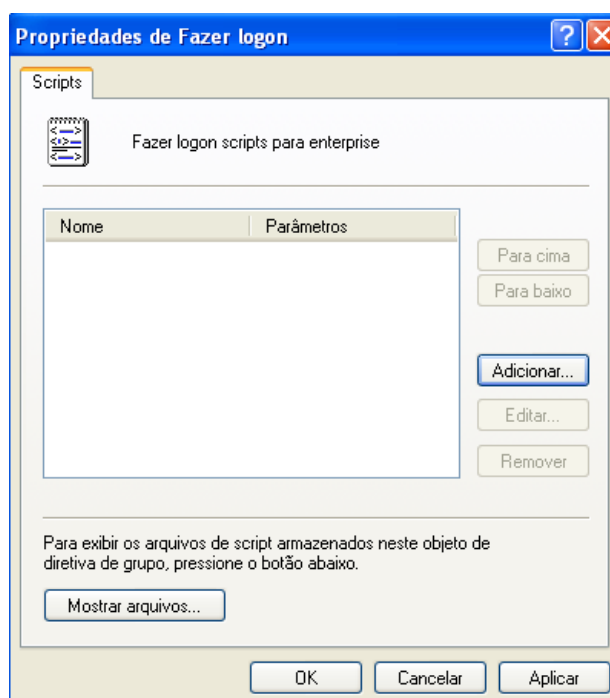 Propriedades de Fazer logon
Scripts
Fazer logon scripts para enterprise
Nome Parâmetros
Para cima
Para baixo
Adicionar...
Editar...
Remover
Para exibir os arquivos de script armazenados neste objeto de
diretiva de grupo, pressione o botão abaixo.
Mostrar arquivos...
OK Cancelar Aplicar